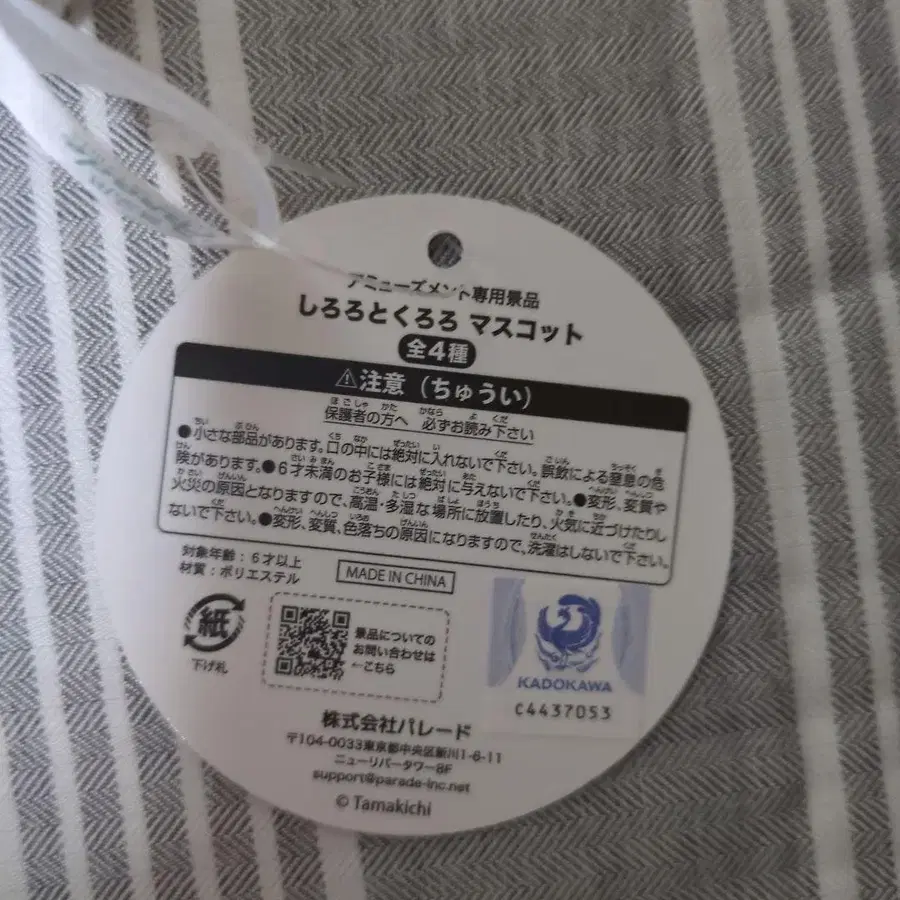 アミューズメント専用景品
しろろとくろろ マスコット
全4種
⚠注意（ちゅうい）
保護者の方へ 必ずお読み下さい
●小さな部品があります。口の中には絶対に入れないで下さい。誤飲による窒息の危
険があります。●6才未満のお子様には絶対に与えないで下さい。●変形、変質や
火災の原因となりますので、高温・多湿な場所に放置したり、火気に近づけたりし
ないで下さい。●変形、変質、色落ちの原因になりますので、洗濯はしないで下さい。
対象年齢：6才以上
材質：ポリエステル
MADE IN CHINA
紙
下げ札
景品についての
お問い合わせは
←こちら
KADOKAWA
C4437053
株式会社パレード
〒104-0033東京都中央区新川1-6-11
ニューリバータワー8F
support@parade-inc.net
© Tamakichi